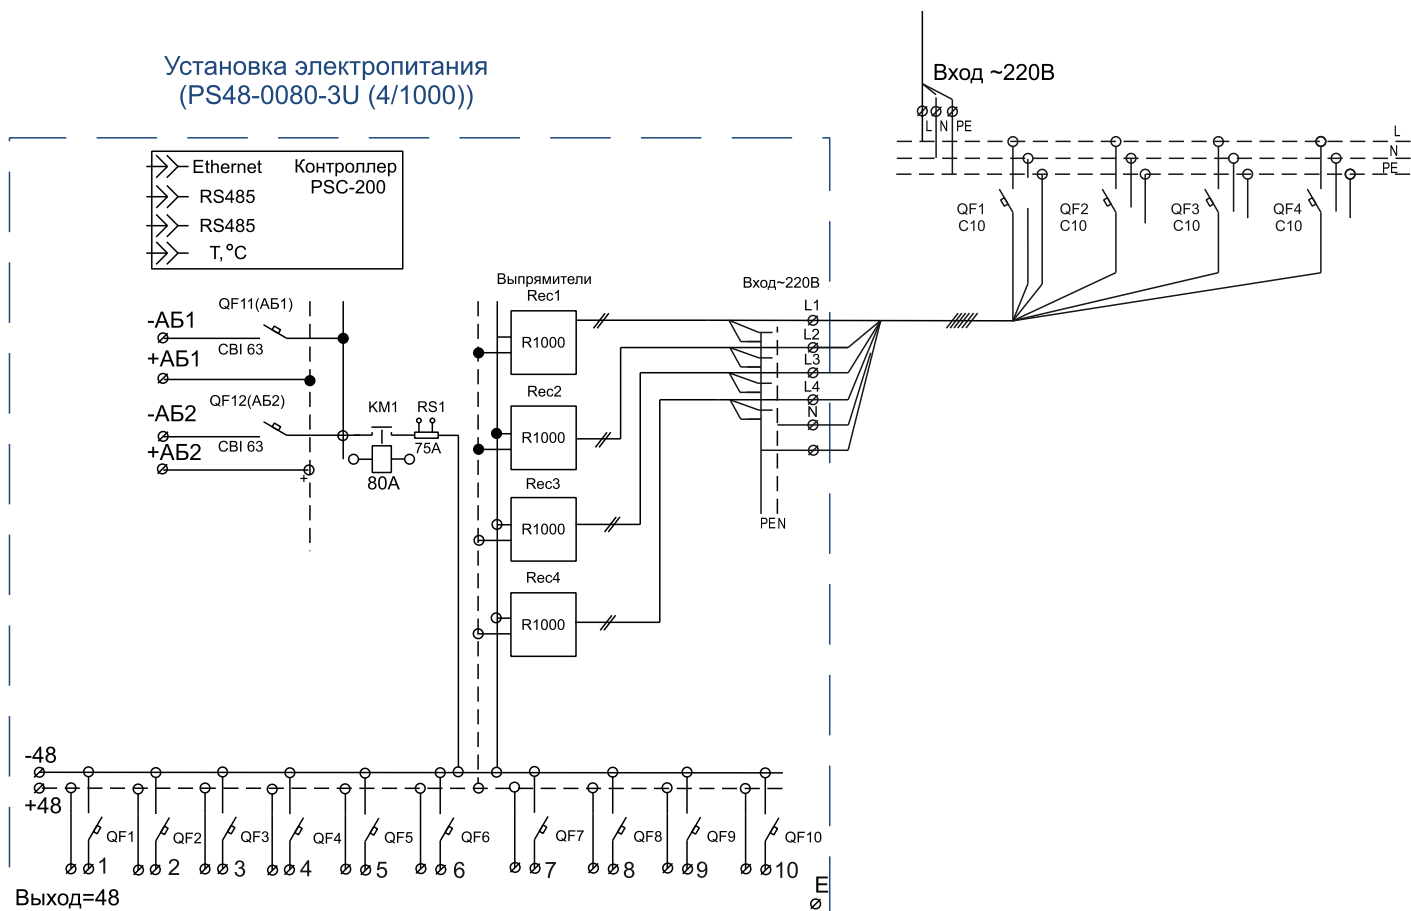 Установка электропитания
(PS48-0080-3U (4/1000))
Вход ~220В
L N PE
L
N
PE
QF1
C10
QF2
C10
QF3
C10
QF4
C10
Ethernet
Контроллер
PSC-200
RS485
RS485
T,°C
Выпрямители
Rec1
R1000
Rec2
R1000
Rec3
R1000
Rec4
R1000
Вход~220В
L1
L2
L3
L4
N
PE N
QF11(АБ1)
-АБ1
CBI 63
+АБ1
QF12(АБ2)
-АБ2
CBI 63
+АБ2
+
KM1
80A
RS1
75A
-48
+48
QF1
QF2
QF3
QF4
QF5
QF6
QF7
QF8
QF9
QF10
1
2
3
4
5
6
7
8
9
10
Выход=48
E